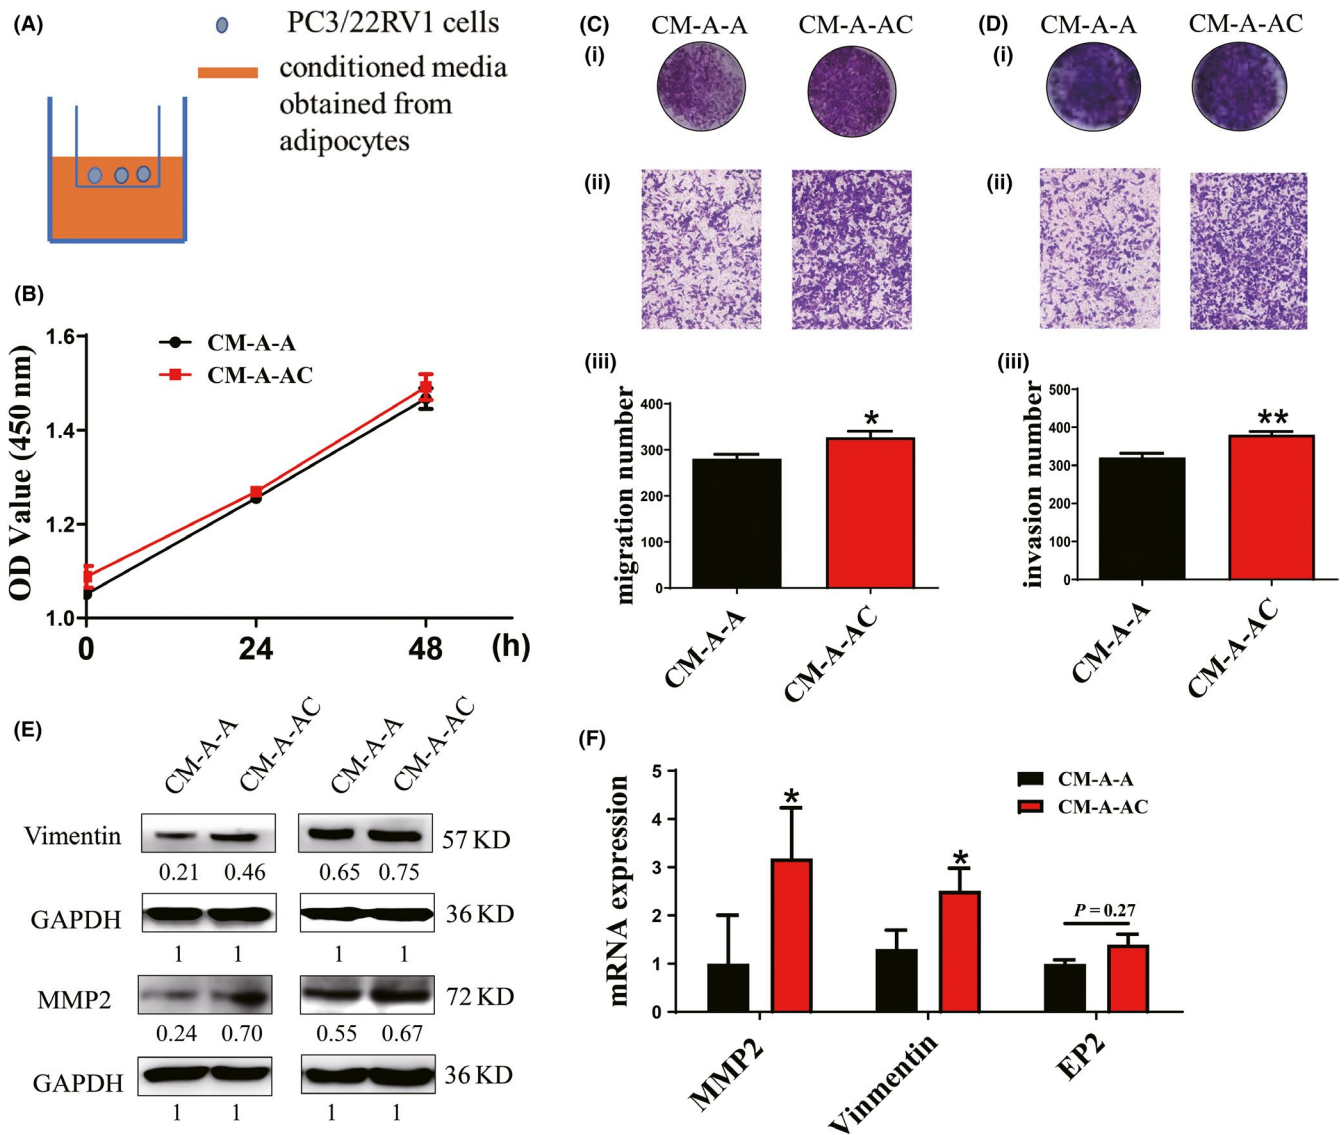 (A)
PC3/22RV1 cells
conditioned media
obtained from
adipocytes
(B)
1.6
1.4
1.2
1.0
OD Value (450 nm)
CM-A-A
CM-A-AC
0
24
48
(h)
(C)
CM-A-A
CM-A-AC
(i)
(ii)
(iii)
400
300
200
100
0
migration number
*
CM-A-A
CM-A-AC
(D)
CM-A-A
CM-A-AC
(i)
(ii)
(iii)
500
400
300
200
100
0
invasion number
**
CM-A-A
CM-A-AC
(E)
CM-A-A
CM-A-AC
CM-A-A
CM-A-AC
Vimentin
57 KD
0.21
0.46
0.65
0.75
GAPDH
36 KD
1
1
1
1
MMP2
72 KD
0.24
0.70
0.55
0.67
GAPDH
36 KD
1
1
1
1
(F)
5
4
3
2
1
0
mRNA expression
CM-A-A
CM-A-AC
*
*
P = 0.27
MMP2
Vinmentin
EP2